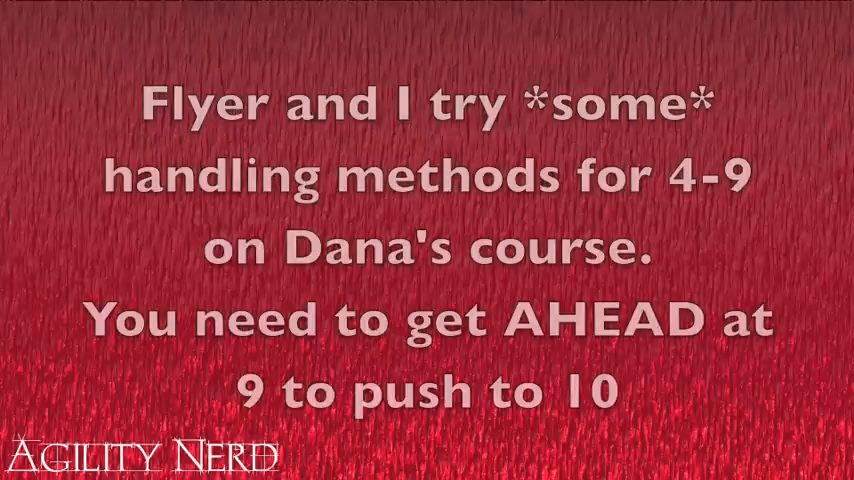 Flyer and I try *some*
handling methods for 4-9
on Dana's course.
You need to get AHEAD at
9 to push to 10
AGILITY NERD